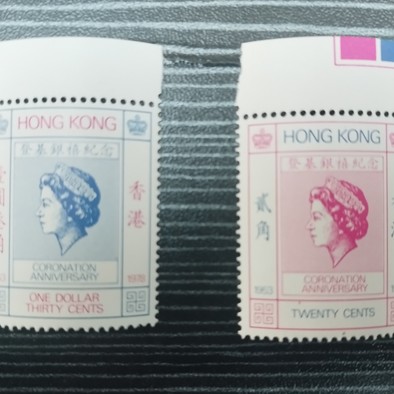 HONG KONG
登基銀禧紀念
香港
CORONATION
ANNIVERSARY
1978
ONE DOLLAR
THIRTY CENTS
HONG KONG
登基銀禧紀念
貳角
CORONATION
ANNIVERSARY
1953
TWENTY CENTS